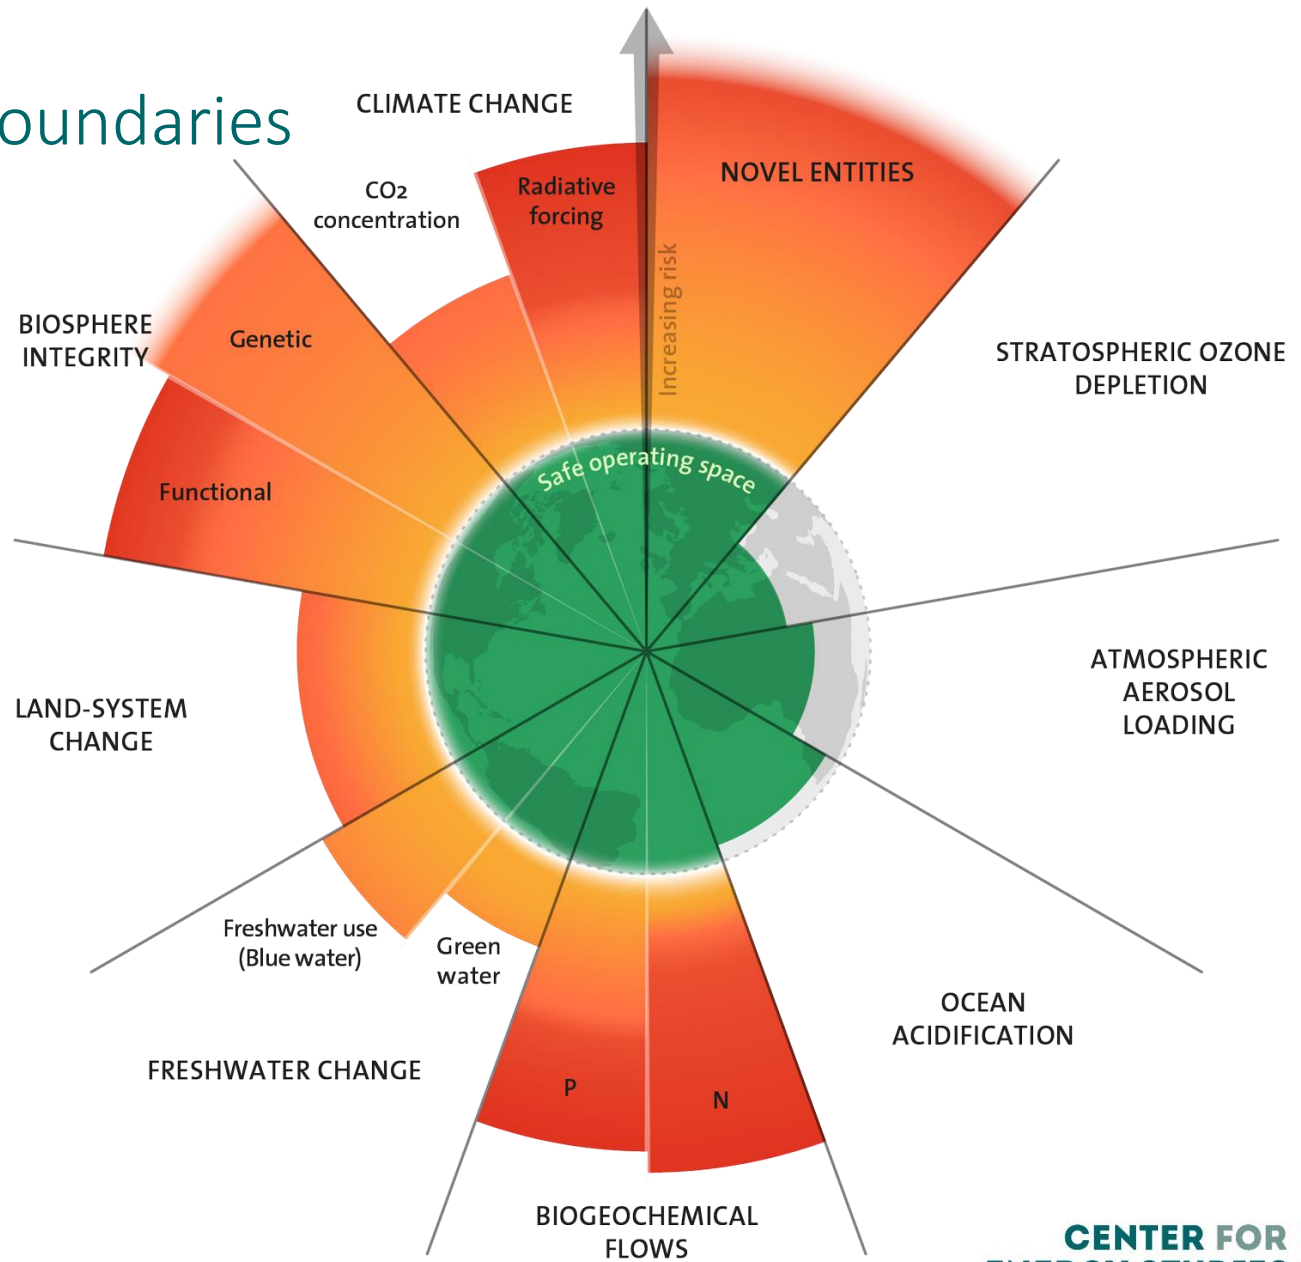 oundaries
CLIMATE CHANGE
CO2
concentration
Radiative
forcing
NOVEL ENTITIES
Increasing risk
BIOSPHERE
INTEGRITY
Genetic
Functional
STRATOSPHERIC OZONE
DEPLETION
Safe operating space
ATMOSPHERIC
AEROSOL
LOADING
LAND-SYSTEM
CHANGE
Freshwater use
(Blue water)
Green
water
FRESHWATER CHANGE
OCEAN
ACIDIFICATION
P
N
BIOGEOCHEMICAL
FLOWS
CENTER FOR